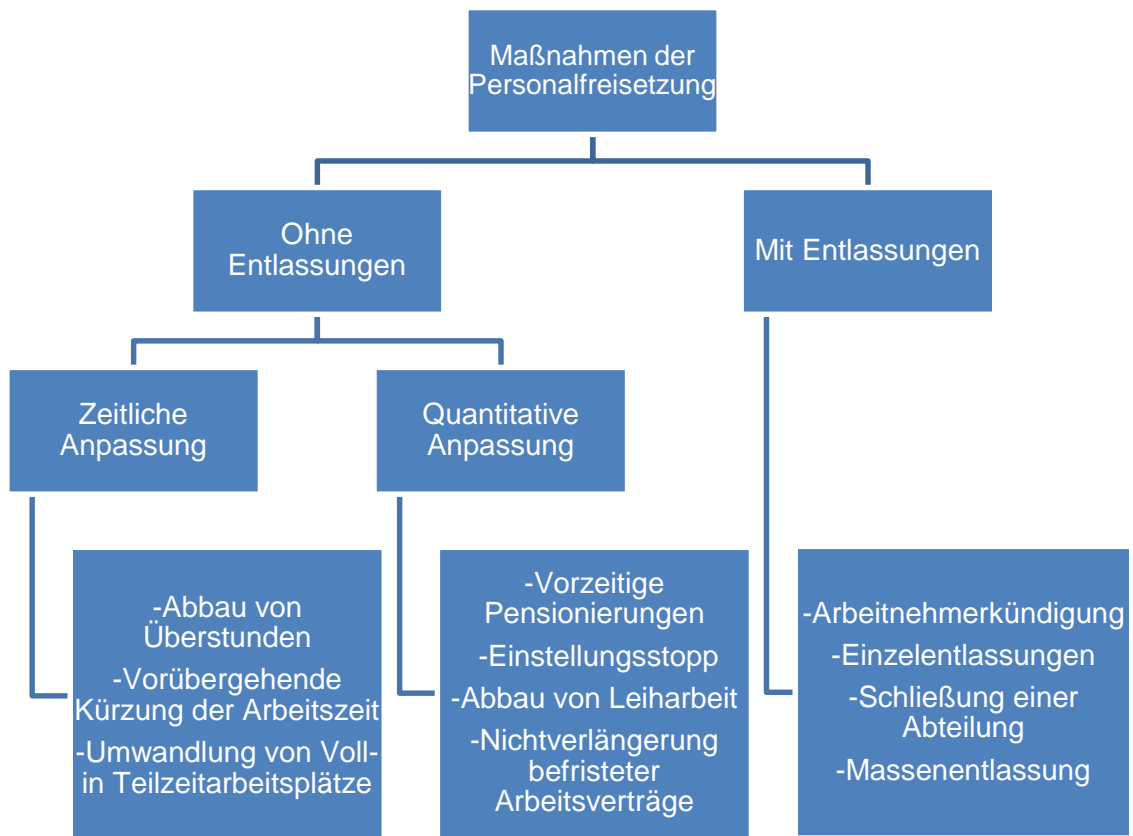 Maßnahmen der
Personalfreisetzung
Ohne
Entlassungen
Mit Entlassungen
Zeitliche
Anpassung
Quantitative
Anpassung
-Abbau von
Überstunden
-Vorübergehende
Kürzung der Arbeitszeit
-Umwandlung von Voll-
in Teilzeitarbeitsplätze
-Vorzeitige
Pensionierungen
-Einstellungsstopp
-Abbau von Leiharbeit
-Nichtverlängerung
befristeter
Arbeitsverträge
-Arbeitnehmerkündigung
-Einzelentlassungen
-Schließung einer
Abteilung
-Massenentlassung